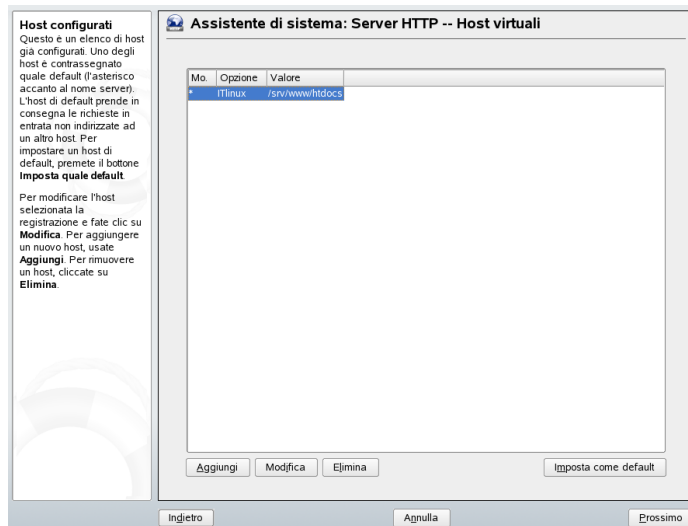 Host configurati
Questo è un elenco di host
già configurati. Uno degli
host è contrassegnato
quale default (l'asterisco
accanto al nome server).
L'host di default prende in
consegna le richieste in
entrata non indirizzate ad
un altro host. Per
impostare un host di
default, premete il bottone
Imposta quale default.
Per modificare l'host
selezionata la
registrazione e fate clic su
Modifica. Per aggiungere
un nuovo host, usate
Aggiungi. Per rimuovere
un host, cliccate su
Elimina.
Assistente di sistema: Server HTTP -- Host virtuali
Mo. Opzione Valore
* ITlinux /srv/www/htdocs
Aggiungi Modifica Elimina Imposta come default
Indietro Annulla Prossimo